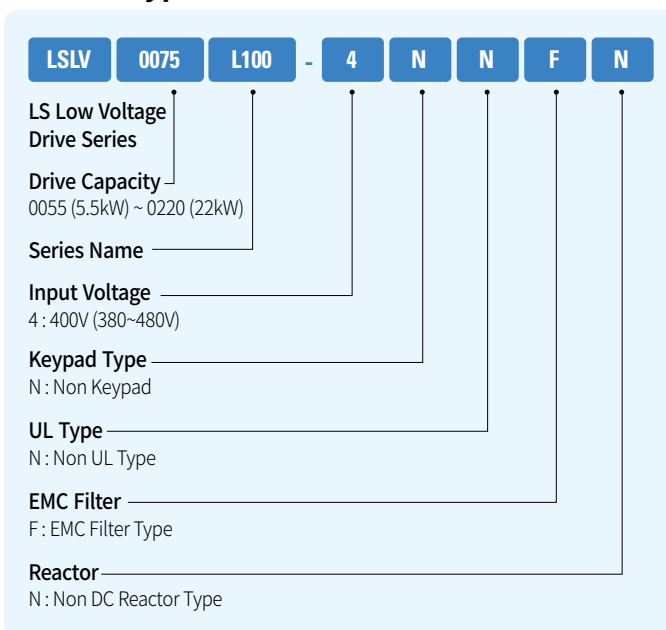 LSLV 0075 L100 - 4 N N F N
LS Low Voltage
Drive Series
Drive Capacity
0055 (5.5kW) ~ 0220 (22kW)
Series Name
Input Voltage
4 : 400V (380~480V)
Keypad Type
N : Non Keypad
UL Type
N : Non UL Type
EMC Filter
F : EMC Filter Type
Reactor
N : Non DC Reactor Type